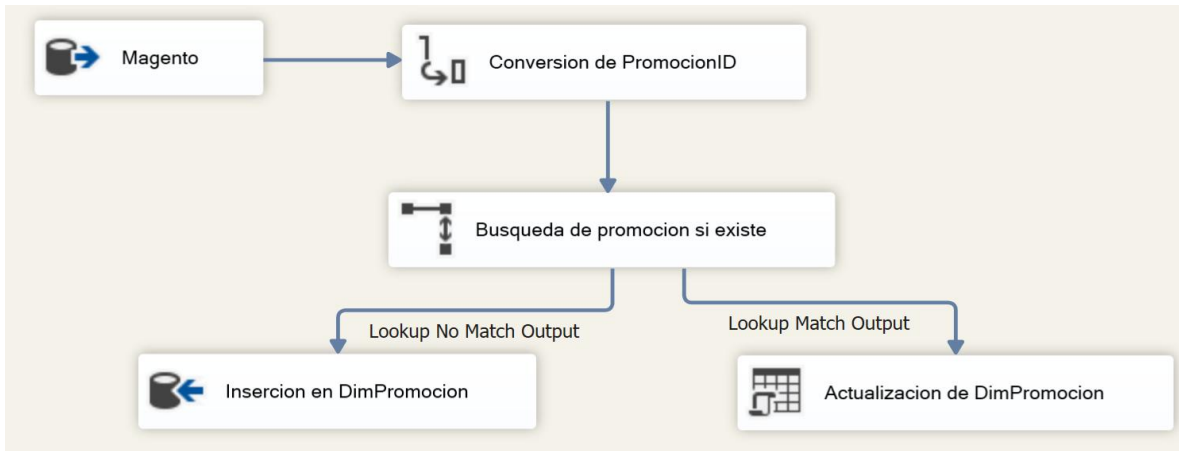 Magento
Conversion de PromocionID
Busqueda de promocion si existe
Lookup No Match Output
Lookup Match Output
Insercion en DimPromocion
Actualizacion de DimPromocion